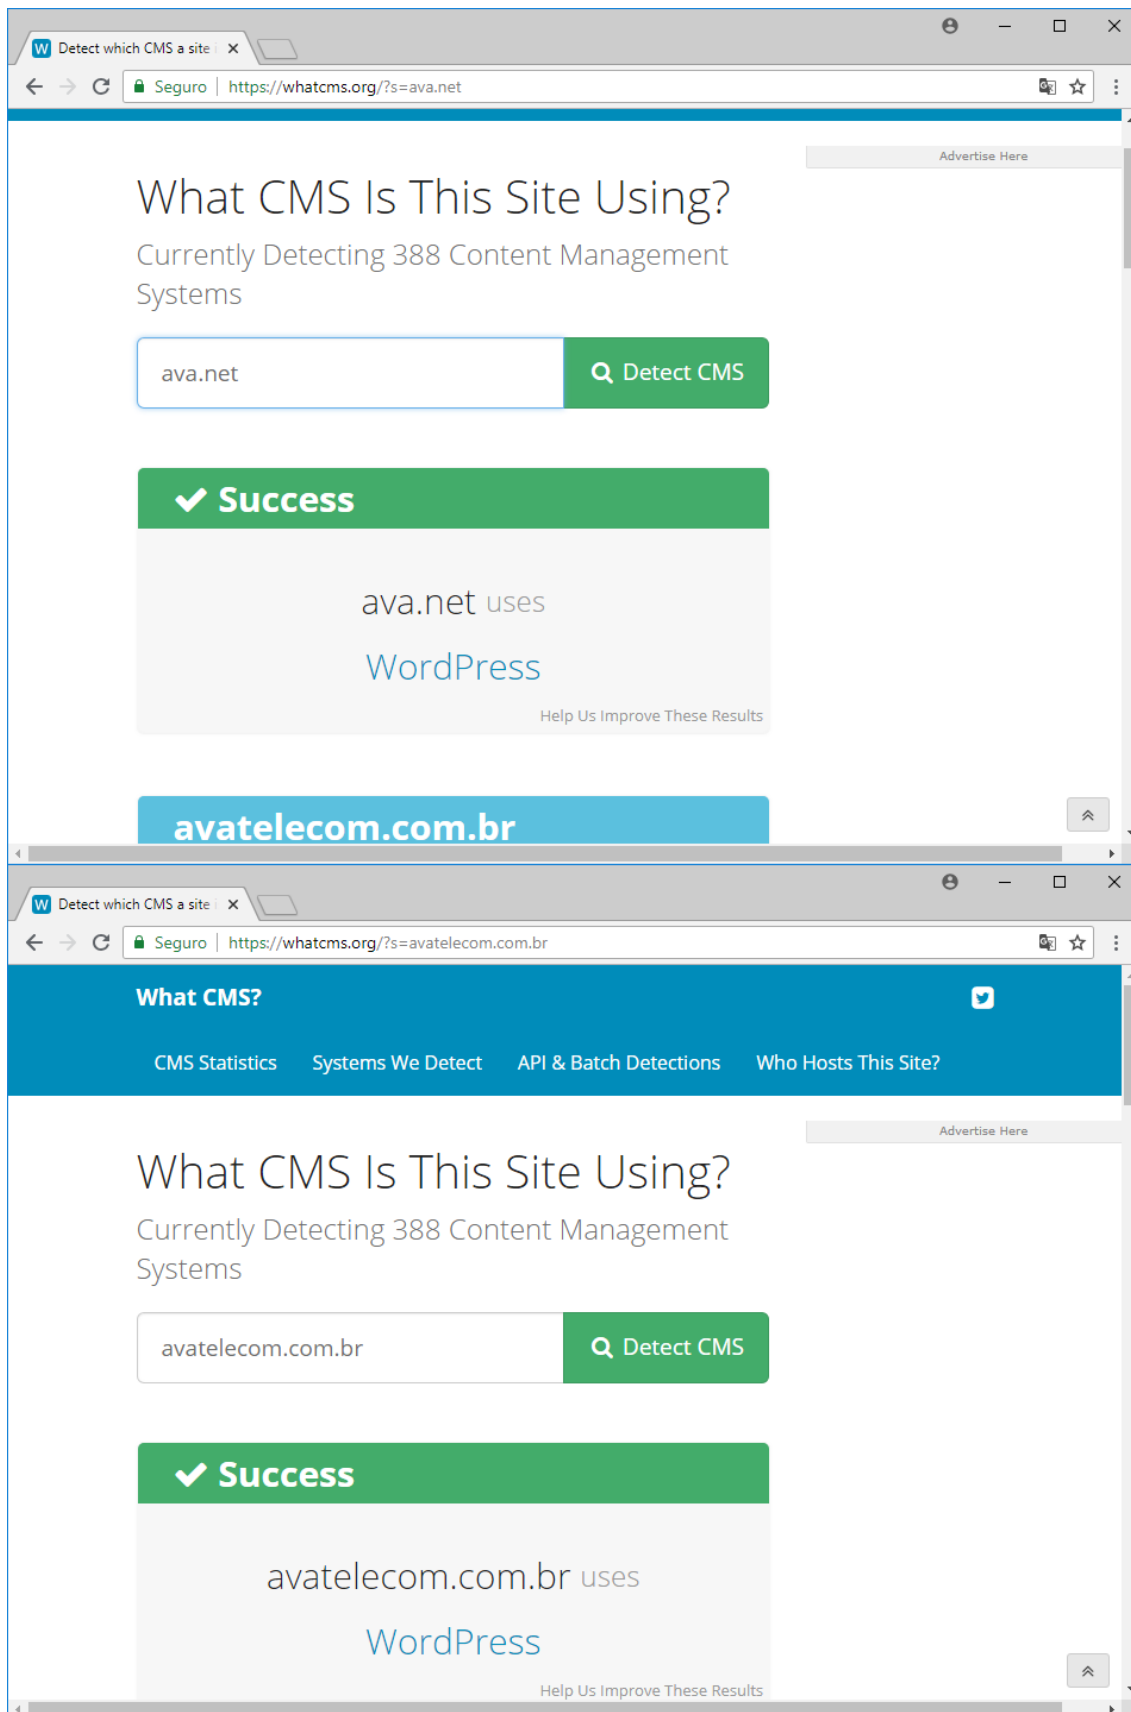 Detect which CMS a site i
Seguro | https://whatcms.org/?s=ava.net
Advertise Here
What CMS Is This Site Using?
Currently Detecting 388 Content Management
Systems
ava.net
Detect CMS
Success
ava.net uses
WordPress
Help Us Improve These Results
avatelecom.com.br
Detect which CMS a site i
Seguro | https://whatcms.org/?s=avatelecom.com.br
What CMS?
CMS Statistics Systems We Detect API & Batch Detections Who Hosts This Site?
Advertise Here
What CMS Is This Site Using?
Currently Detecting 388 Content Management
Systems
avatelecom.com.br
Detect CMS
Success
avatelecom.com.br uses
WordPress
Help Us Improve These Results